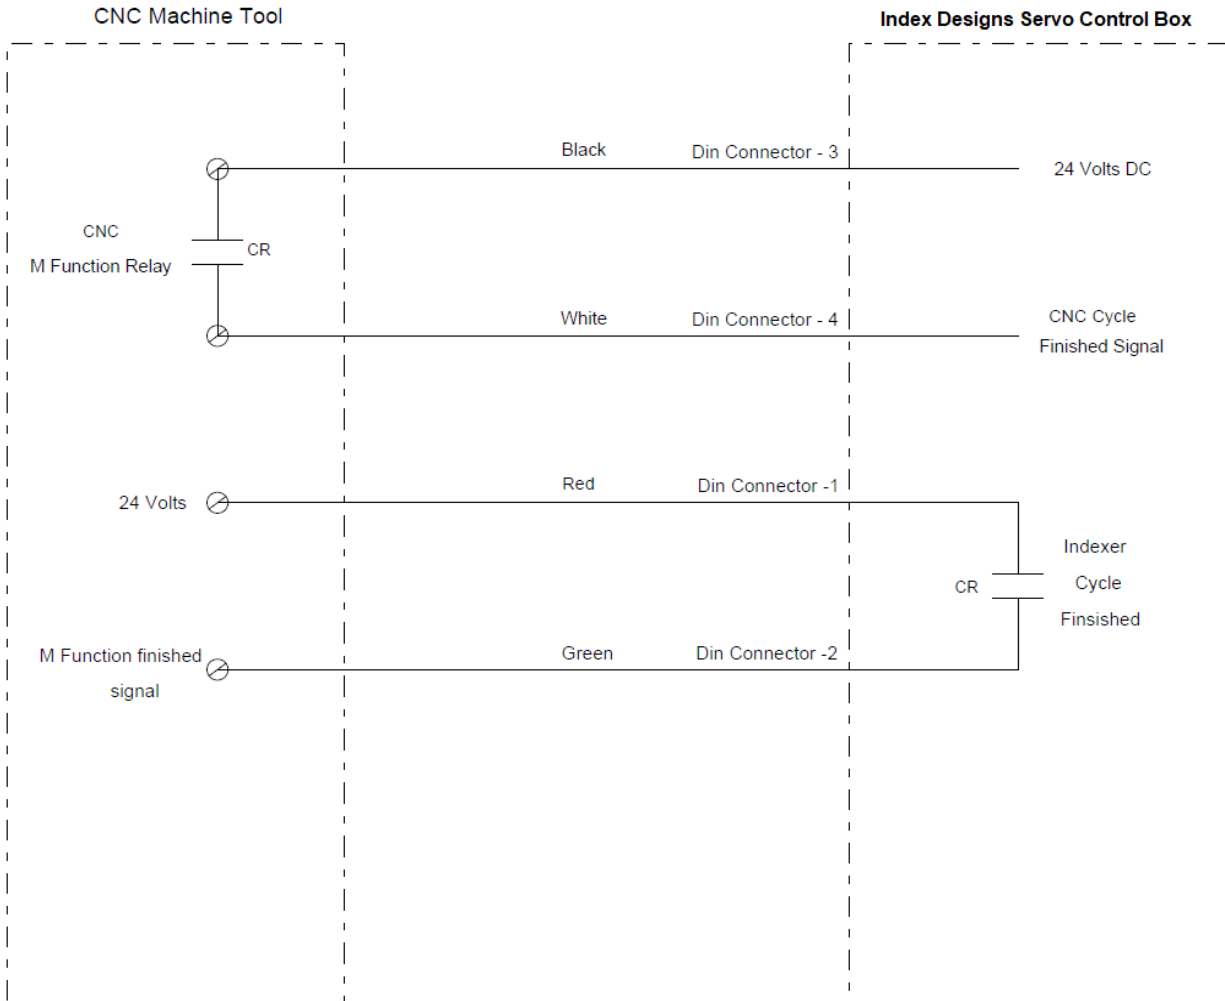 CNC Machine Tool
Index Designs Servo Control Box
Black
Din Connector - 3
24 Volts DC
CNC
M Function Relay
CR
White
Din Connector - 4
CNC Cycle
Finished Signal
24 Volts
Red
Din Connector -1
CR
Indexer
Cycle
Finsished
M Function finished
signal
Green
Din Connector -2